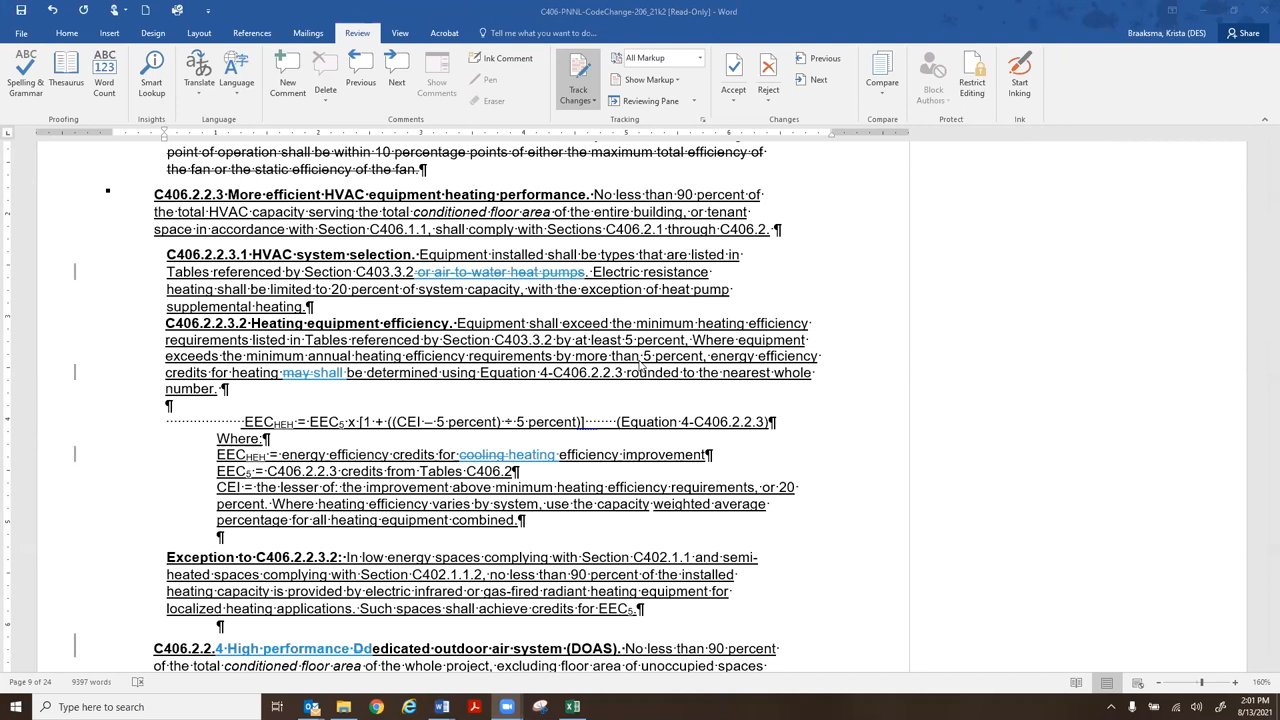 C406-PNNL-CodeChange-206_21k2 [Read-Only] - Word
Braaksma, Krista (DES)
File Home Insert Design Layout References Mailings Review View Acrobat Tell me what you want to do... Share
ABC ABC 123
Spelling & Grammar Thesaurus Word Count Smart Lookup Translate Language New Comment Delete Previous Next Show Comments Ink Comment Pen Eraser Track Changes All Markup Show Markup Reviewing Pane Accept Reject Previous Next Compare Block Authors Restrict Editing Start Inking
Proofing Insights Language Comments Tracking Changes Compare Protect Ink
1 2 3 4 5 6
point of operation shall be within 10 percentage points of either the maximum total efficiency of
the fan or the static efficiency of the fan.¶
C406.2.2.3 More·efficient·HVAC·equipment·heating·performance.·No·less·than·90·percent·of
the·total·HVAC·capacity·serving·the·total·conditioned·floor·area·of·the·entire·building,·or·tenant·
space·in·accordance·with·Section·C406.1.1,·shall·comply·with·Sections·C406.2.1·through·C406.2.·¶
C406.2.2.3.1·HVAC·system·selection.·Equipment·installed·shall·be·types·that·are·listed·in
Tables·referenced·by·Section·C403.3.2·or·air-to-water·heat·pumps.·Electric·resistance·
heating·shall·be·limited·to·20·percent·of·system·capacity,·with·the·exception·of·heat·pump·
supplemental·heating.¶
C406.2.2.3.2·Heating·equipment·efficiency.·Equipment·shall·exceed·the·minimum·heating·efficiency·
requirements·listed·in·Tables·referenced·by·Section·C403.3.2·by·at·least·5·percent,·Where·equipment·
exceeds·the·minimum·annual·heating·efficiency·requirements·by·more·than·5·percent,·energy·efficiency·
credits·for·heating·may·shall·be·determined·using·Equation·4-C406.2.2.3·rounded·to·the·nearest·whole·
number.·¶
¶
EECHEH·=·EEC5·x·[1·+·((CEI·–·5·percent)·÷·5·percent)]········(Equation·4-C406.2.2.3)¶
Where:¶
EECHEH·=·energy·efficiency·credits·for·cooling·heating·efficiency·improvement¶
EEC5·=·C406.2.2.3·credits·from·Tables·C406.2¶
CEI·=·the·lesser·of:·the·improvement·above·minimum·heating·efficiency·requirements,·or·20·
percent.·Where·heating·efficiency·varies·by·system,·use·the·capacity·weighted·average·
percentage·for·all·heating·equipment·combined.¶
¶
Exception·to·C406.2.2.3.2:·In·low·energy·spaces·complying·with·Section·C402.1.1·and·semi-
heated·spaces·complying·with·Section·C402.1.1.2,·no·less·than·90·percent·of·the·installed·
heating·capacity·is·provided·by·electric·infrared·or·gas-fired·radiant·heating·equipment·for·
localized·heating·applications.·Such·spaces·shall·achieve·credits·for·EEC5.¶
¶
C406.2.2.4·High·performance·Ddedicated·outdoor·air·system·(DOAS).·No·less·than·90·percent·
of·the·total·conditioned·floor·area·of·the·whole·project,·excluding·floor·area·of·unoccupied·spaces·
Page 9 of 24 9397 words 160%
Type here to search 2:01 PM
8/13/2021